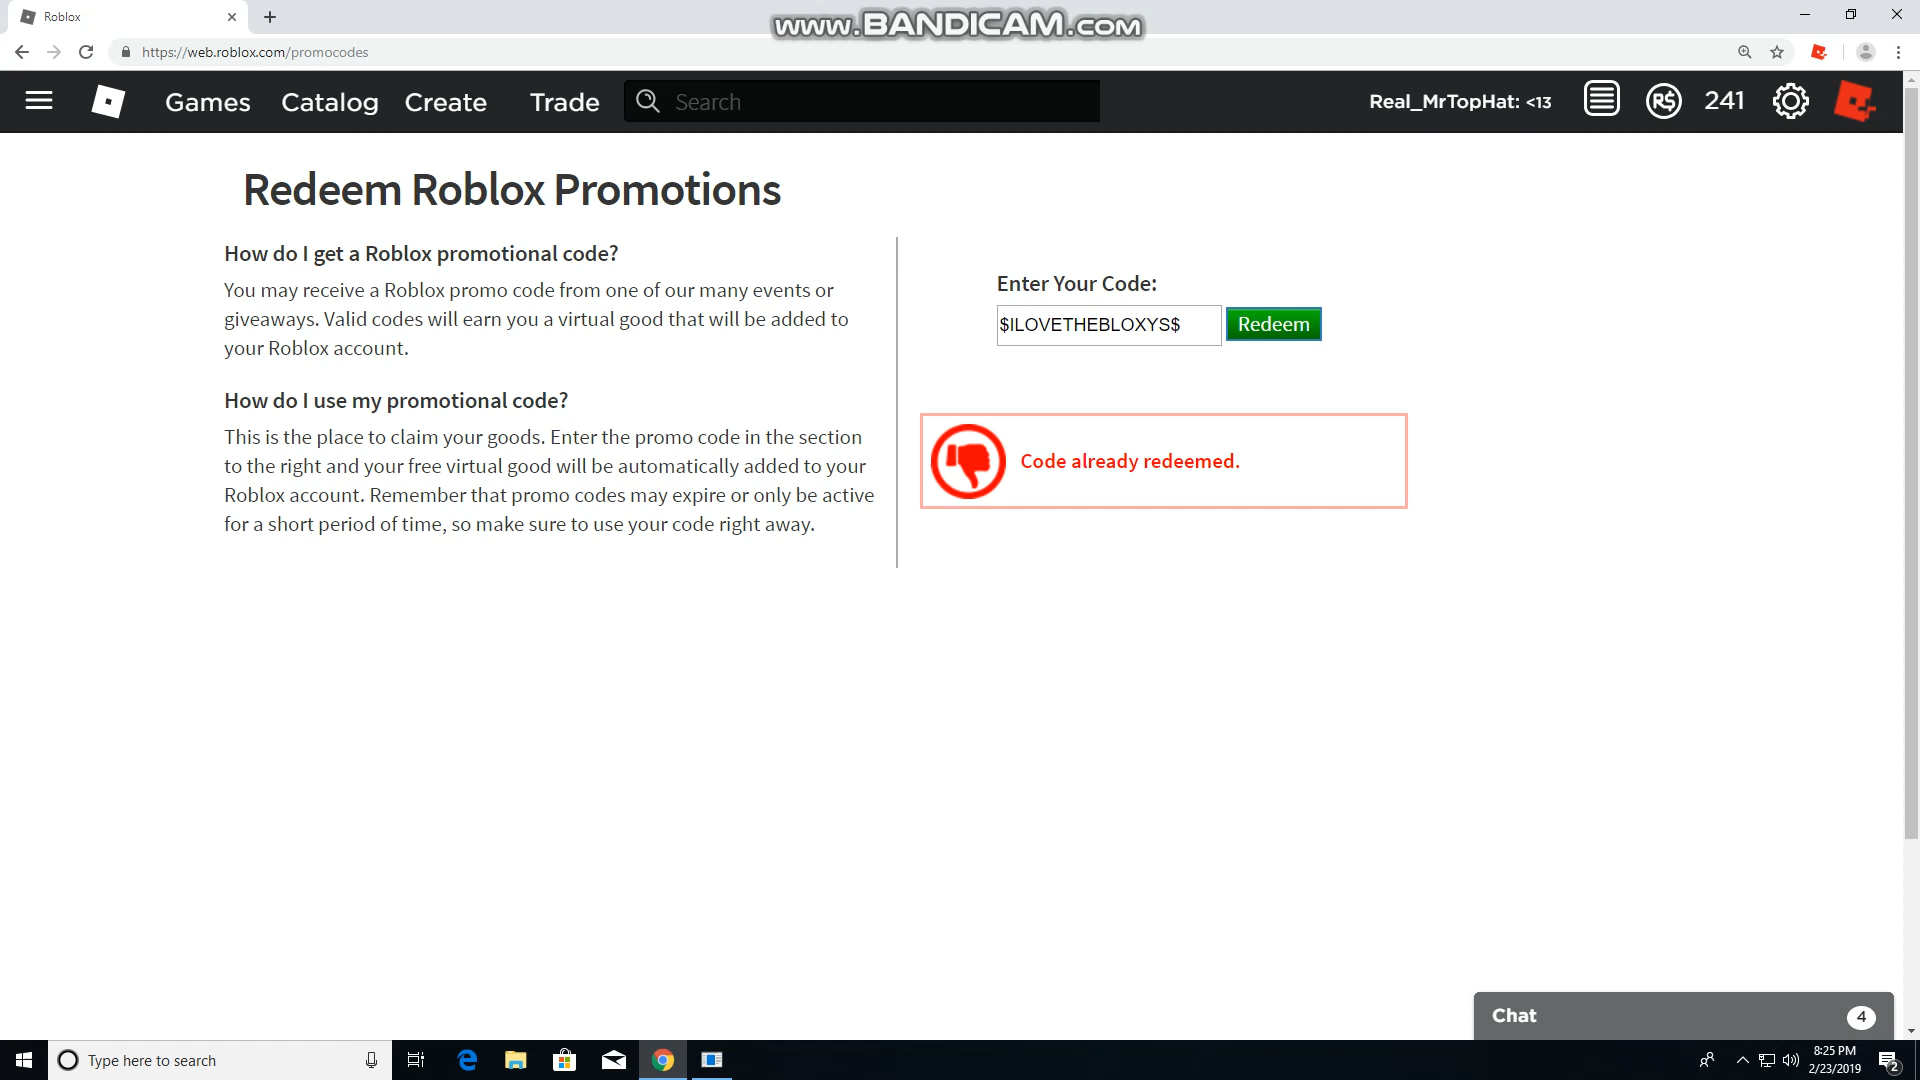 Roblox
www.BANDICAM.com
https://web.roblox.com/promocodes
Games Catalog Create Trade Search Real_MrTopHat: <13 R$ 241
Redeem Roblox Promotions
How do I get a Roblox promotional code?
You may receive a Roblox promo code from one of our many events or
giveaways. Valid codes will earn you a virtual good that will be added to
your Roblox account.
How do I use my promotional code?
This is the place to claim your goods. Enter the promo code in the section
to the right and your free virtual good will be automatically added to your
Roblox account. Remember that promo codes may expire or only be active
for a short period of time, so make sure to use your code right away.
Enter Your Code:
$ILOVETHEBLOXYS$ Redeem
Code already redeemed.
Chat 4
Type here to search
8:25 PM
2/23/2019
2